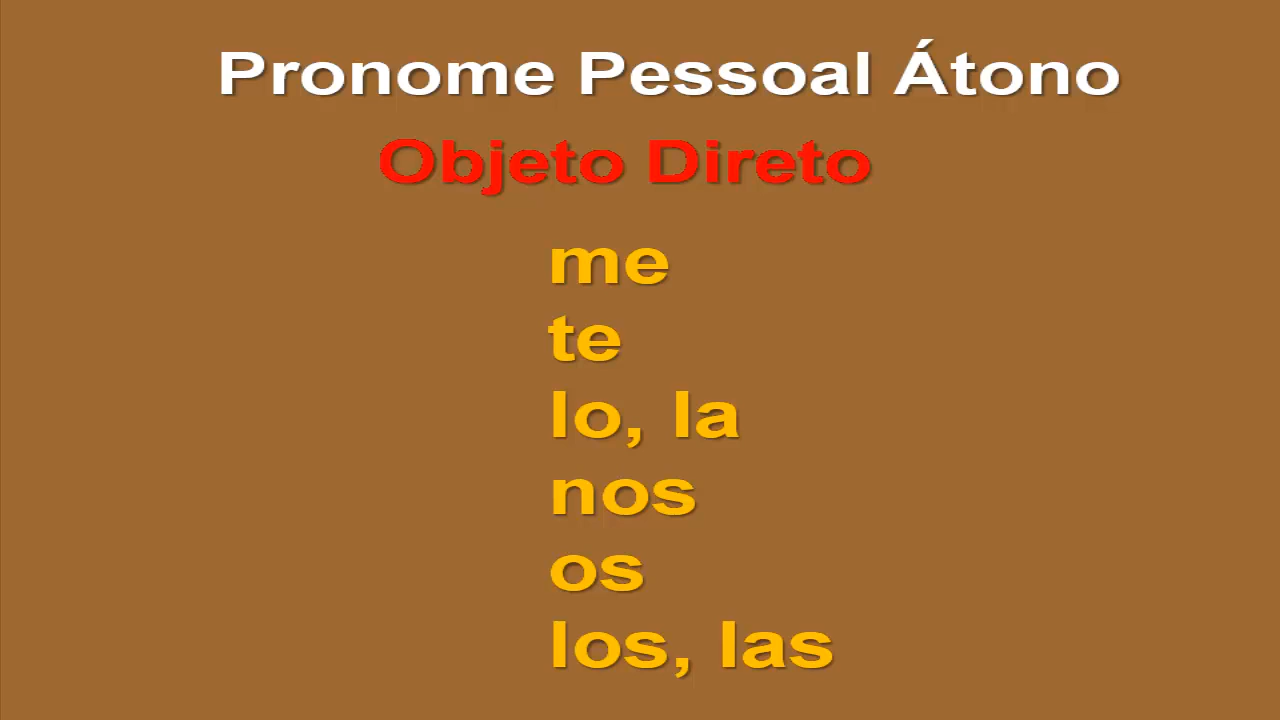 Pronome Pessoal Átono
Objeto Direto
me
te
lo, la
nos
os
los, las